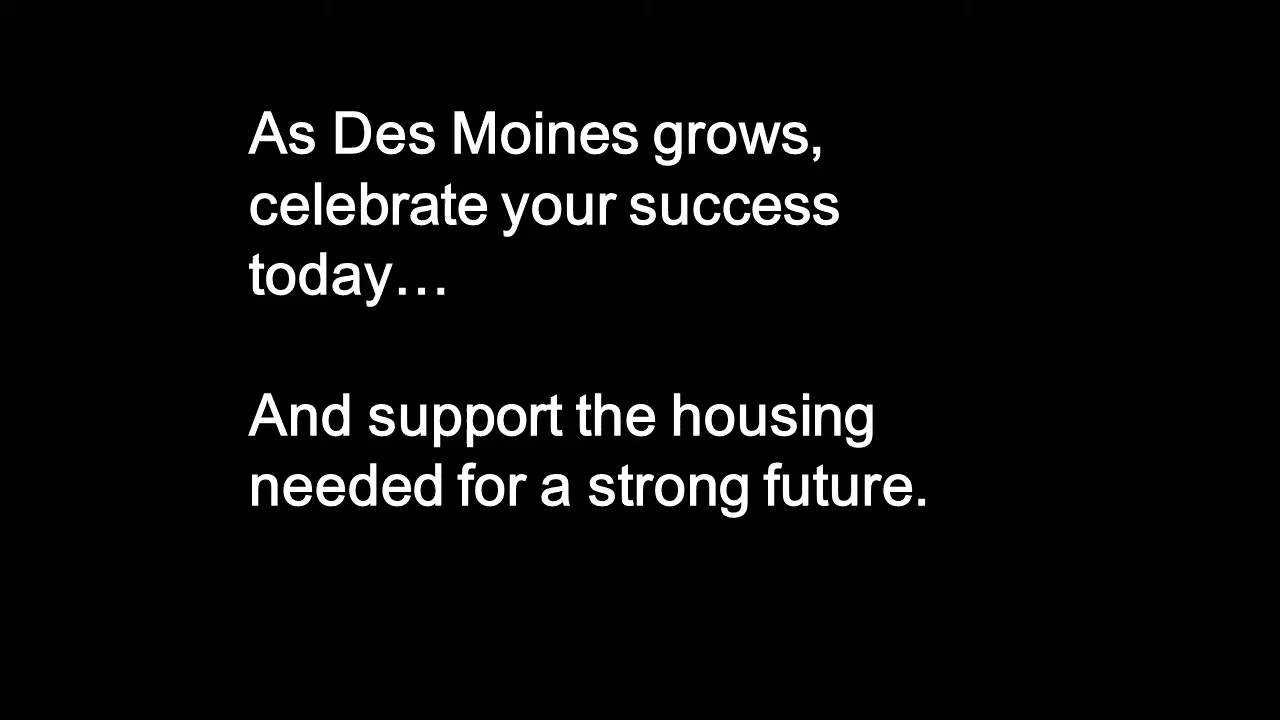 As Des Moines grows,
celebrate your success
today…
And support the housing
needed for a strong future.